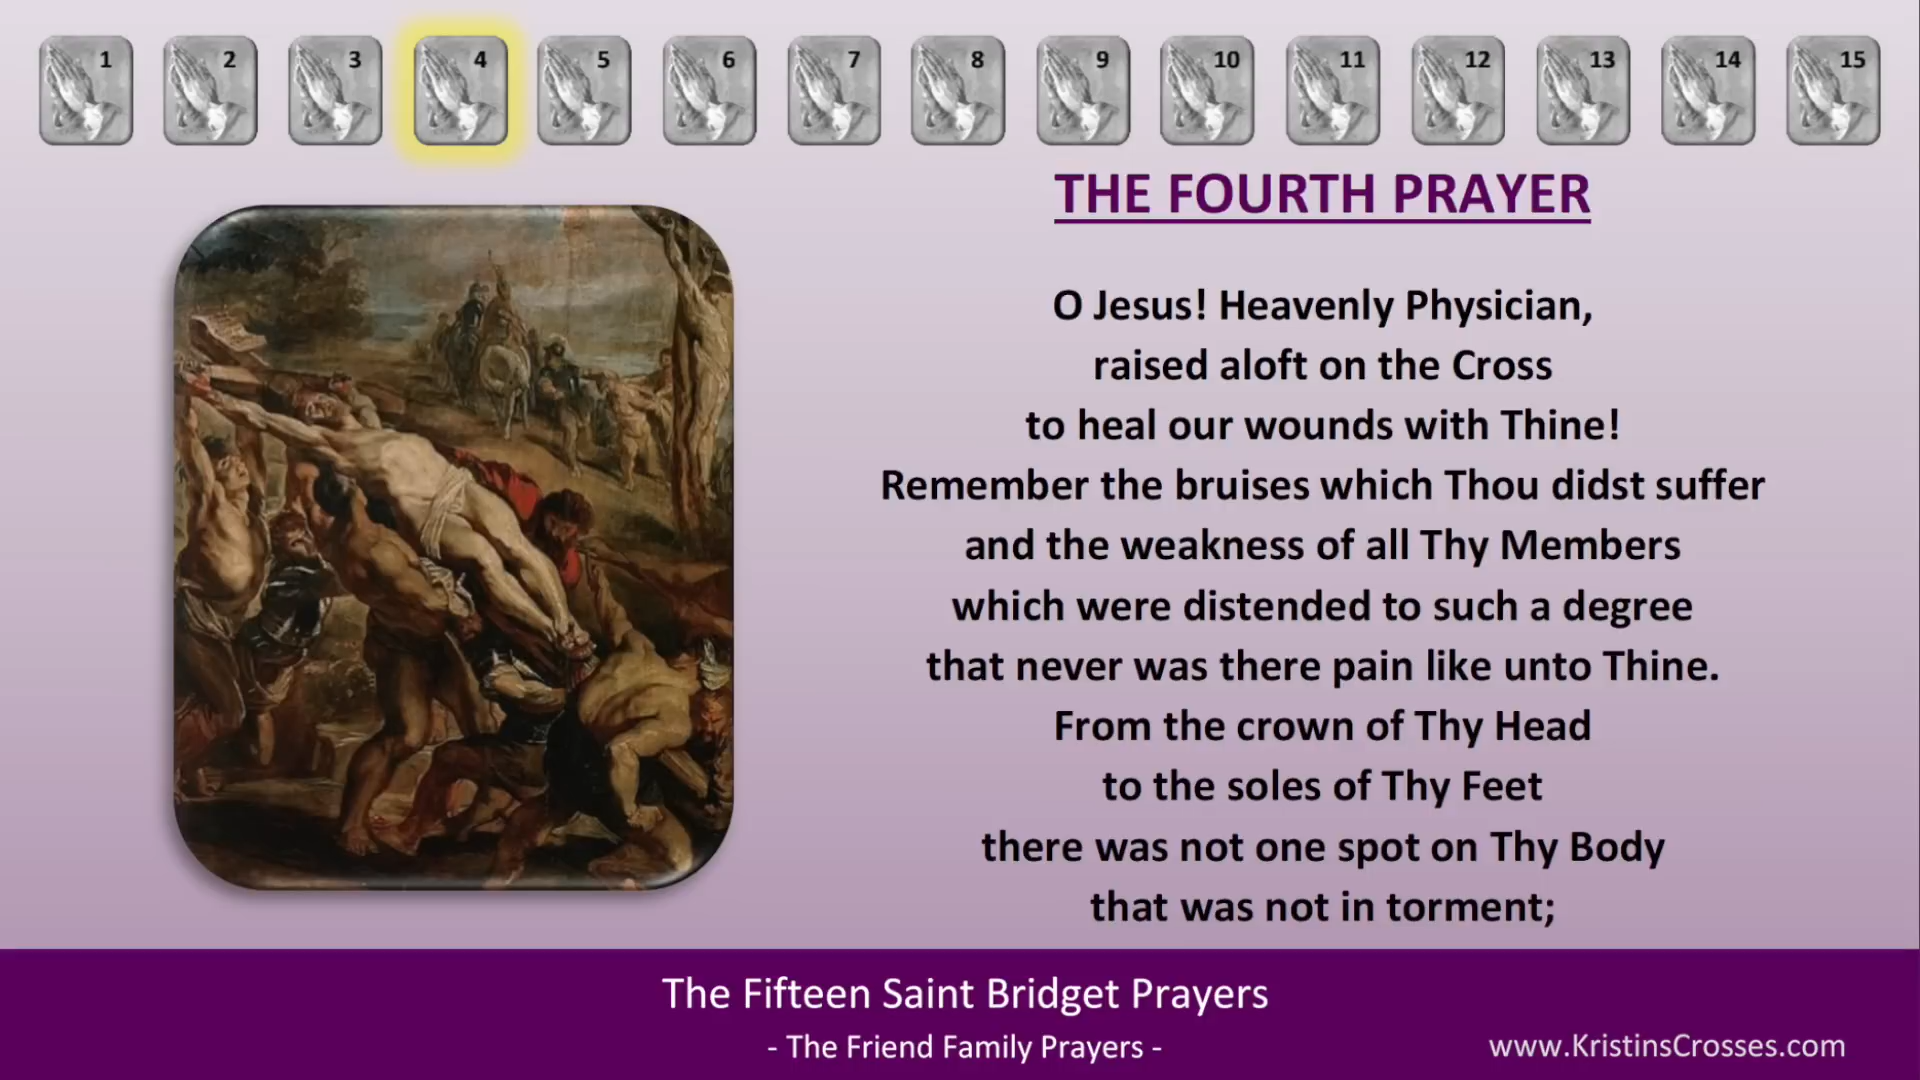 1 2 3 4 5 6 7 8 9 10 11 12 13 14 15
THE FOURTH PRAYER
O Jesus! Heavenly Physician,
raised aloft on the Cross
to heal our wounds with Thine!
Remember the bruises which Thou didst suffer
and the weakness of all Thy Members
which were distended to such a degree
that never was there pain like unto Thine.
From the crown of Thy Head
to the soles of Thy Feet
there was not one spot on Thy Body
that was not in torment;
The Fifteen Saint Bridget Prayers
- The Friend Family Prayers -
www.KristinsCrosses.com